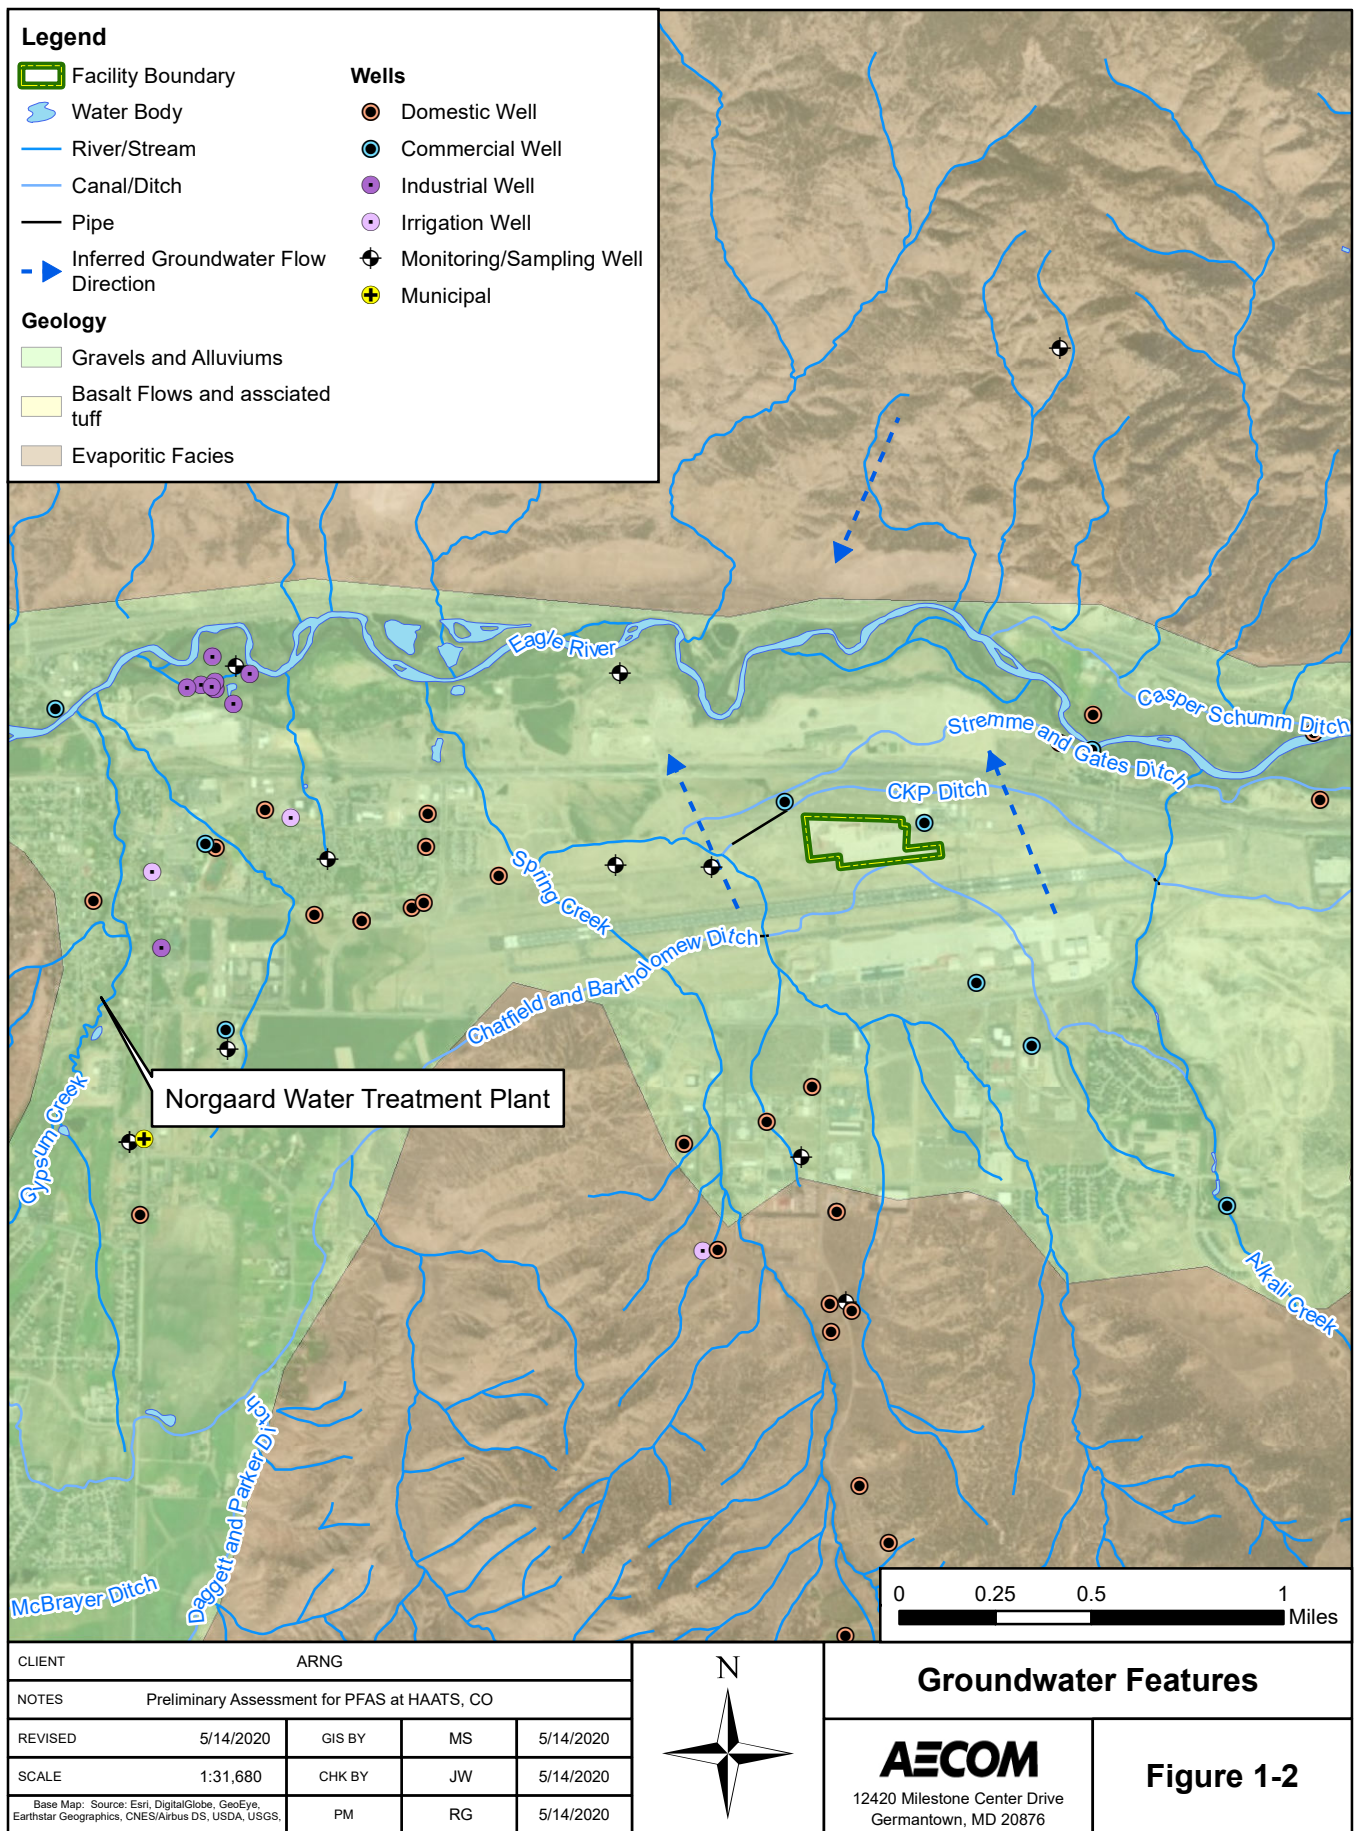 Legend
Facility Boundary
Water Body
River/Stream
Canal/Ditch
Pipe
Inferred Groundwater Flow
Direction
Geology
Gravels and Alluviums
Basalt Flows and assciated
tuff
Evaporitic Facies
Wells
Domestic Well
Commercial Well
Industrial Well
Irrigation Well
Monitoring/Sampling Well
Municipal
Eagle River
Casper Schumm Ditch
Stremme and Gates Ditch
CKP Ditch
Spring Creek
Chatfield and Bartholomew Ditch
Norgaard Water Treatment Plant
Gypsum Creek
Alkali Creek
Daggett and Parker Ditch
McBrayer Ditch
0 0.25 0.5 1
Miles
CLIENT ARNG
NOTES Preliminary Assessment for PFAS at HAATS, CO
REVISED 5/14/2020 GIS BY MS 5/14/2020
SCALE 1:31,680 CHK BY JW 5/14/2020
Base Map: Source: Esri, DigitalGlobe, GeoEye,
Earthstar Geographics, CNES/Airbus DS, USDA, USGS,
PM RG 5/14/2020
N
Groundwater Features
AECOM
12420 Milestone Center Drive
Germantown, MD 20876
Figure 1-2